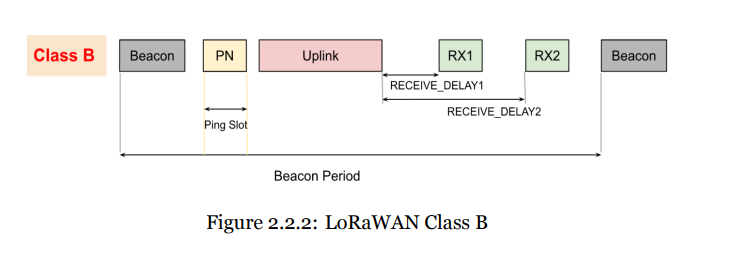 Class B
Beacon PN Uplink RX1 RX2 Beacon
RECEIVE_DELAY1
RECEIVE_DELAY2
Ping Slot
Beacon Period
Figure 2.2.2: LoRaWAN Class B